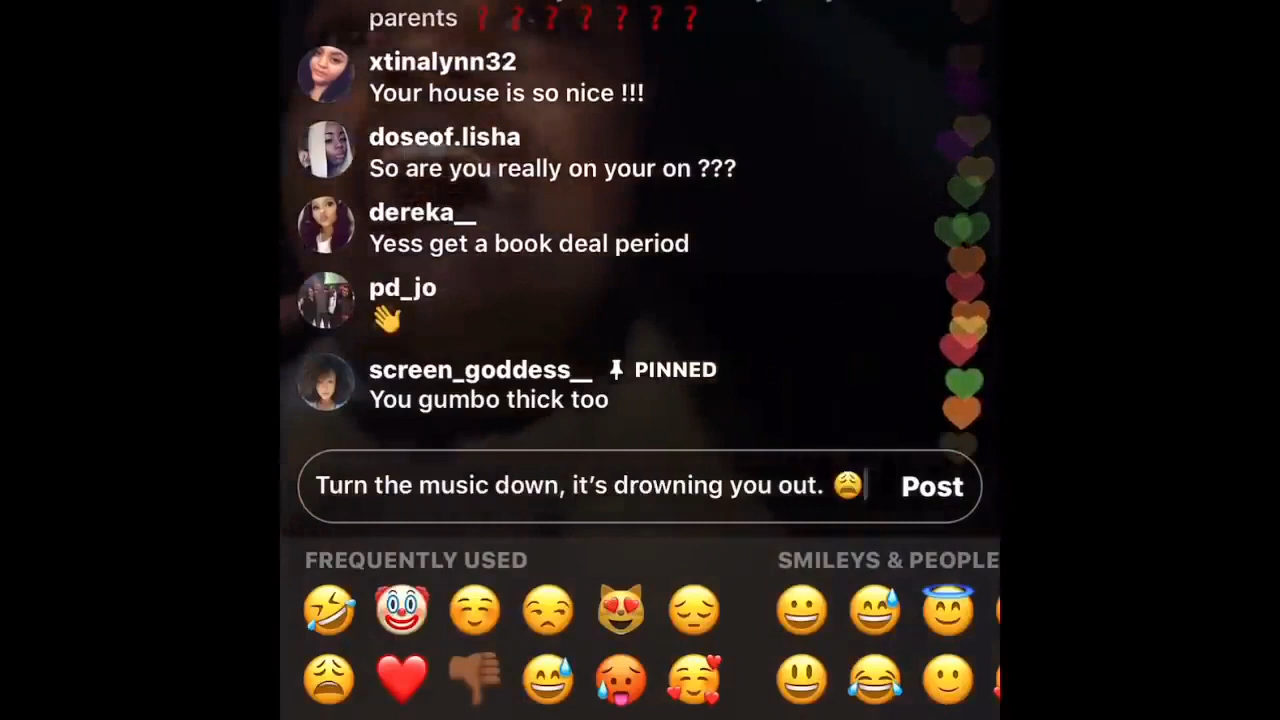 parents ❓❓❓❓❓❓❓
xtinalynn32
Your house is so nice !!!
doseof.lisha
So are you really on your on ???
dereka__
Yess get a book deal period
pd_jo
👋
screen_goddess__ PINNED
You gumbo thick too
Turn the music down, it’s drowning you out. 😩 Post
FREQUENTLY USED SMILEYS & PEOPLE